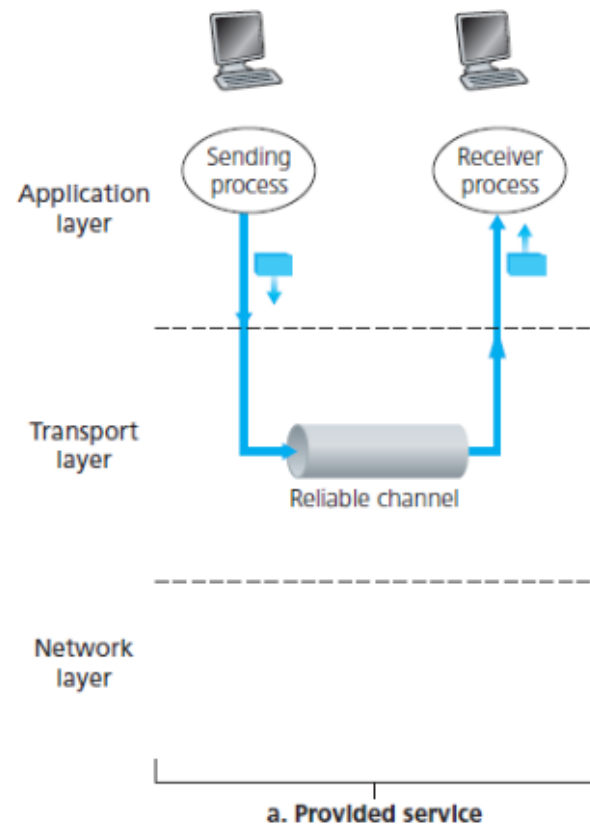 Sending
process
Receiver
process
Application
layer
Transport
layer
Reliable channel
Network
layer
a. Provided service